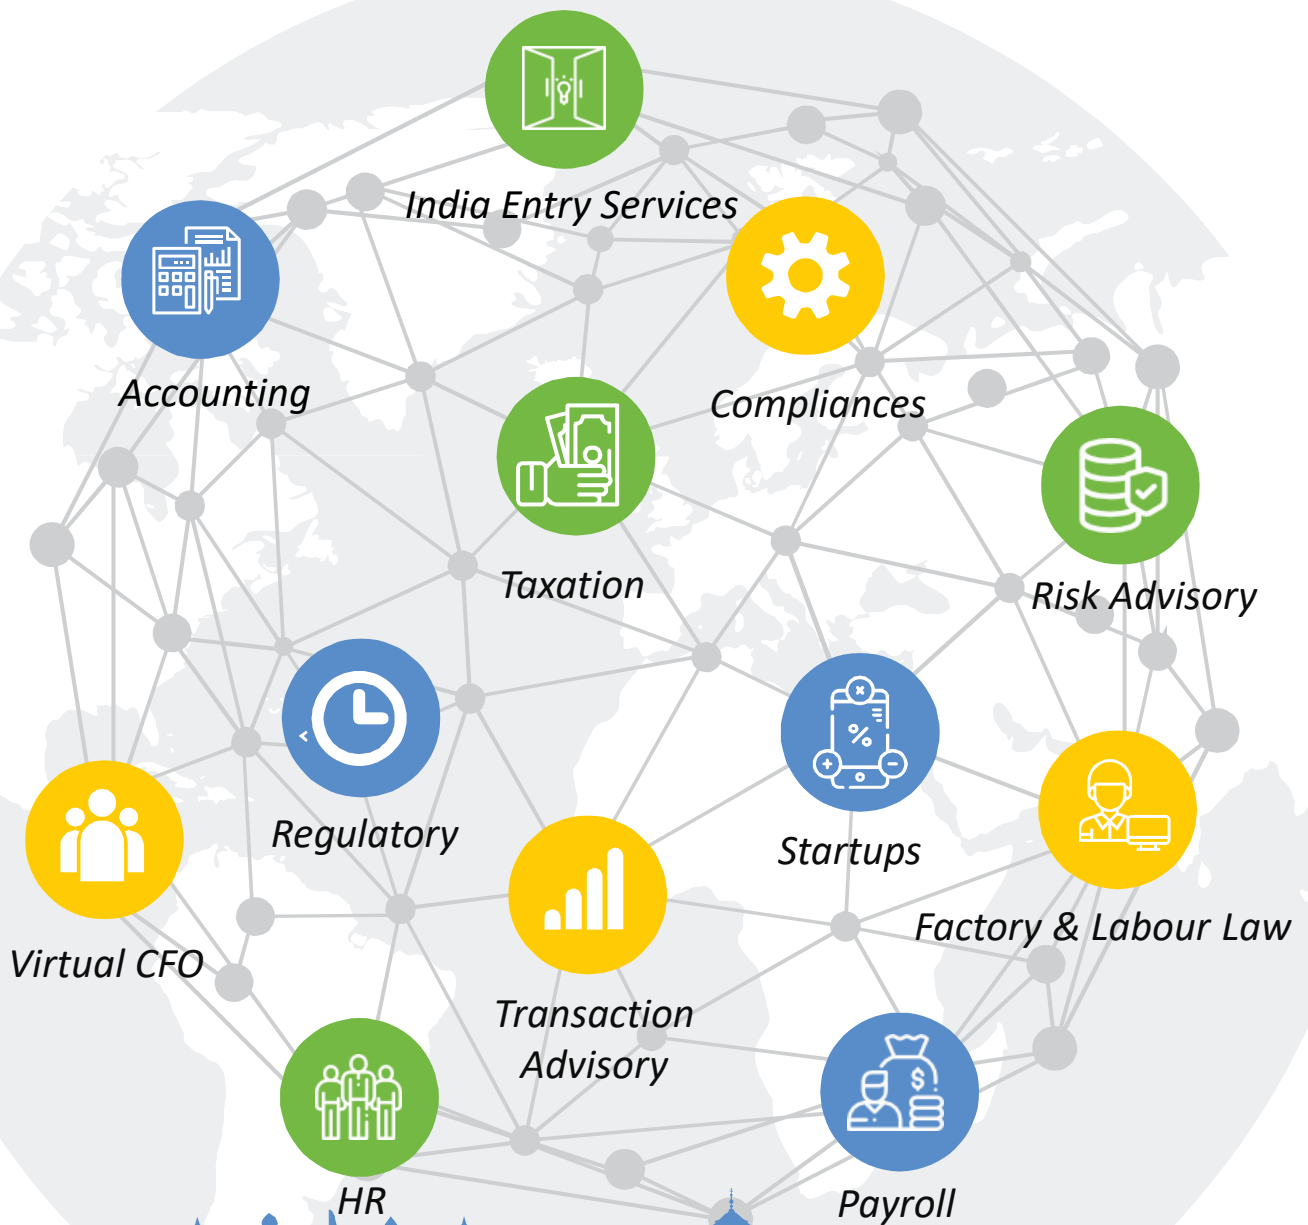 India Entry Services
Accounting
Compliances
Taxation
Risk Advisory
Regulatory
Startups
Factory & Labour Law
Virtual CFO
Transaction
Advisory
HR
Payroll